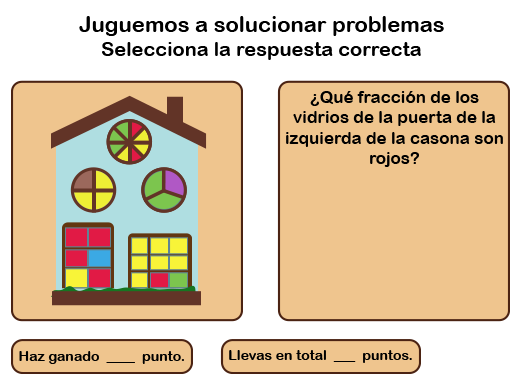 Juguemos a solucionar problemas
Selecciona la respuesta correcta
¿Qué fracción de los
vidrios de la puerta de la
izquierda de la casona son
rojos?
Haz ganado ____ punto.
Llevas en total ___ puntos.